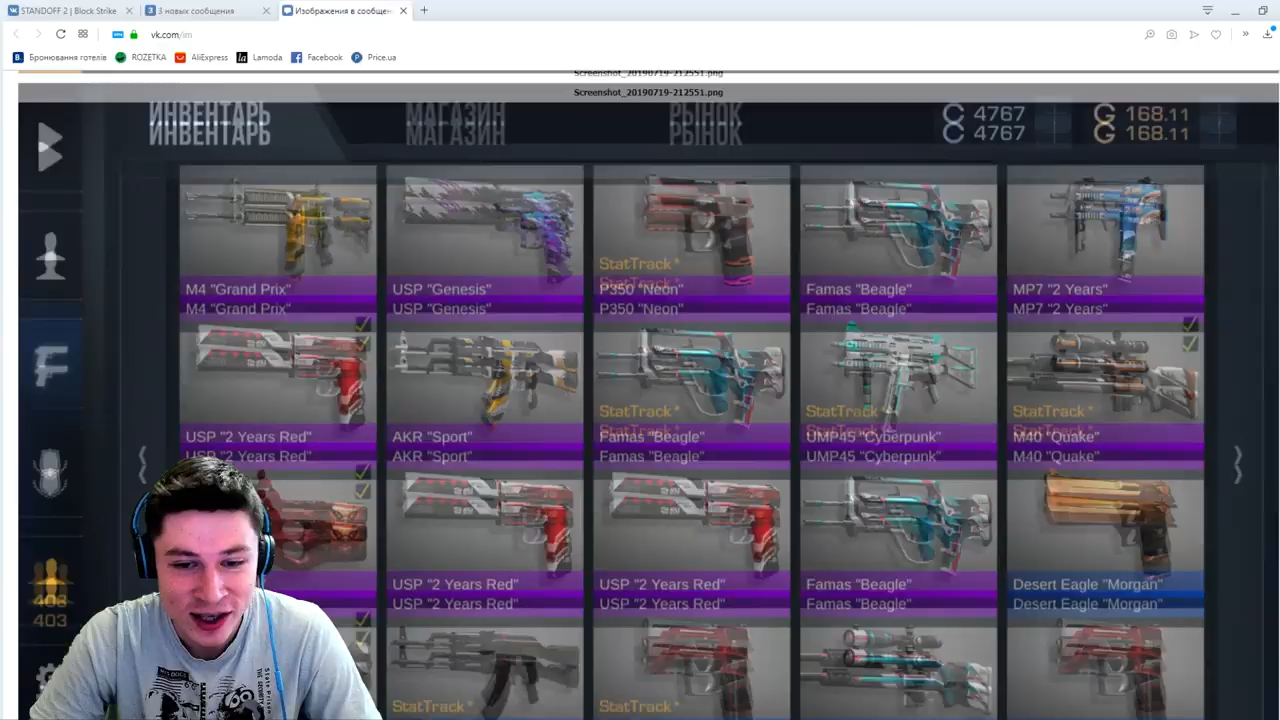 STANDOFF 2 | Block Strike
3 новых сообщения
Изображения в сообщен
vk.com/im
Бронювання готелів
ROZETKA
AliExpress
Lamoda
Facebook
Price.ua
Screenshot_20190719-212551.png
Screenshot_20190719-212551.png
ИНВЕНТАРЬ МАГАЗИН РЫНОК 4767 168.11
ИНВЕНТАРЬ МАГАЗИН РЫНОК 4767 168.11
StatTrack*
StatTrack*
M4 "Grand Prix" USP "Genesis" P350 "Neon" Famas "Beagle" MP7 "2 Years"
M4 "Grand Prix" USP "Genesis" P350 "Neon" Famas "Beagle" MP7 "2 Years"
StatTrack* StatTrack* StatTrack*
StatTrack* StatTrack* StatTrack*
USP "2 Years Red" AKR "Sport" Famas "Beagle" UMP45 "Cyberpunk" M40 "Quake"
USP "2 Years Red" AKR "Sport" Famas "Beagle" UMP45 "Cyberpunk" M40 "Quake"
USP "2 Years Red" USP "2 Years Red" Famas "Beagle" Desert Eagle "Morgan"
USP "2 Years Red" USP "2 Years Red" Famas "Beagle" Desert Eagle "Morgan"
403
403
StatTrack* StatTrack*